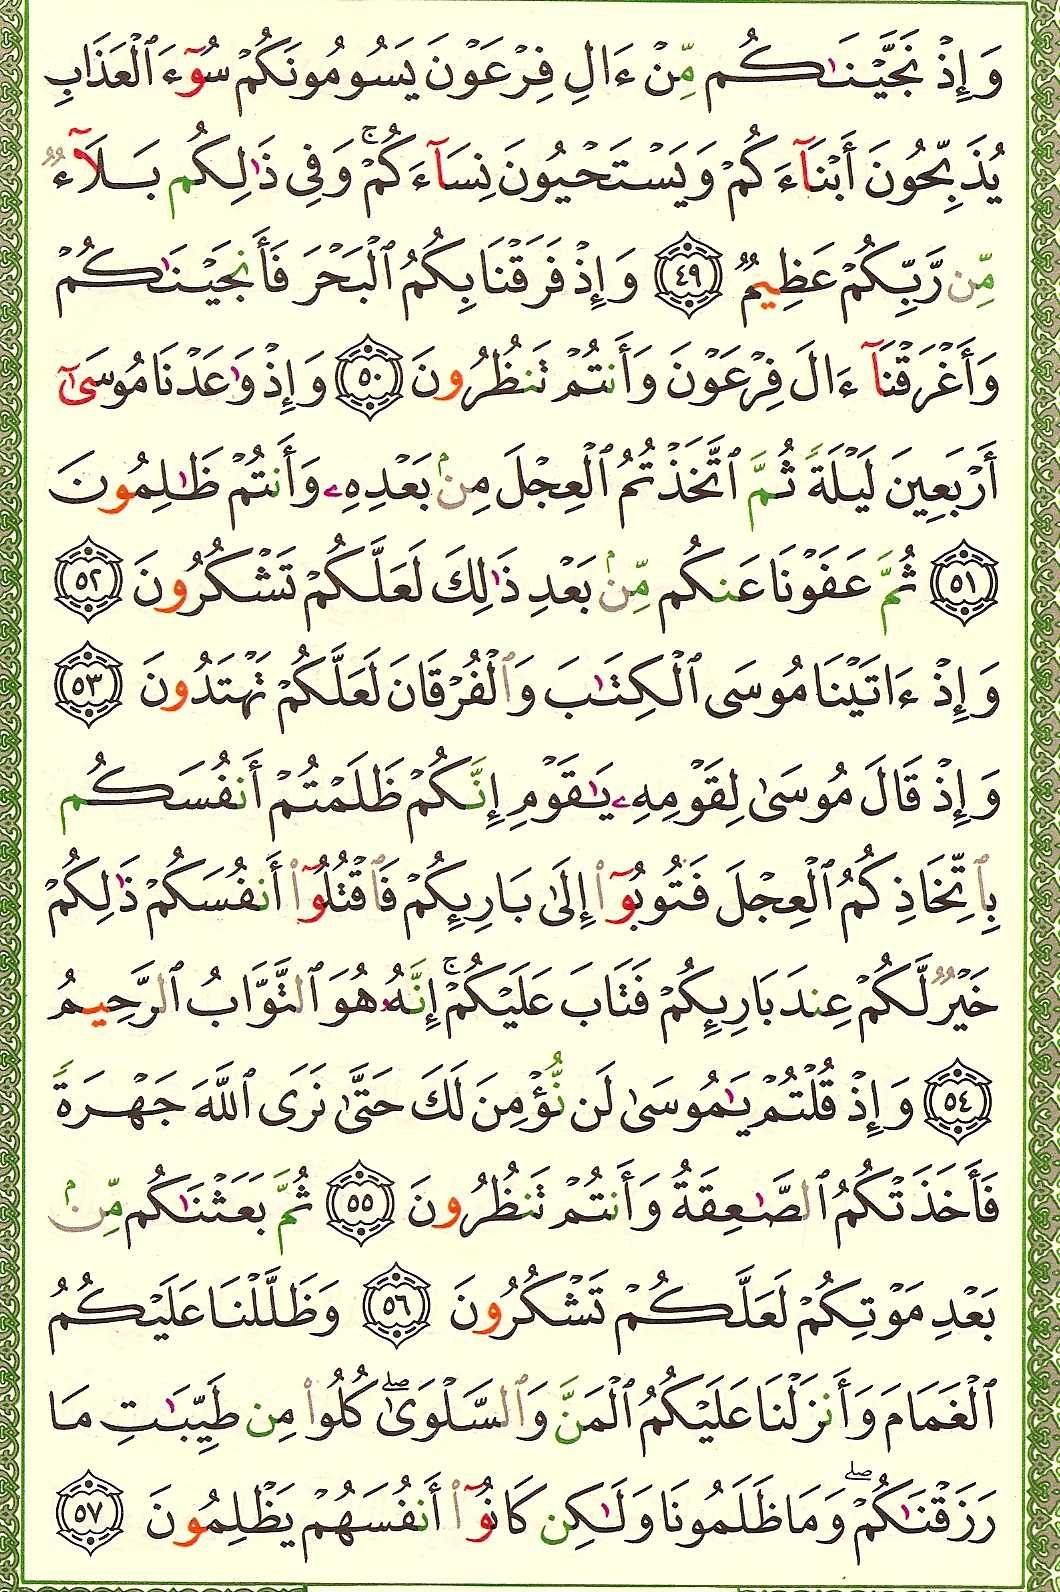 وَإِذْ نَجَّيْنَٰكُم مِّنْ ءَالِ فِرْعَوْنَ يَسُومُونَكُمْ سُوٓءَ ٱلْعَذَابِ
يُذَبِّحُونَ أَبْنَآءَكُمْ وَيَسْتَحْيُونَ نِسَآءَكُمْ ۚ وَفِى ذَٰلِكُم بَلَآءٌ
مِّن رَّبِّكُمْ عَظِيمٌ ٤٩ وَإِذْ فَرَقْنَا بِكُمُ ٱلْبَحْرَ فَأَنجَيْنَٰكُمْ
وَأَغْرَقْنَآ ءَالَ فِرْعَوْنَ وَأَنتُمْ تَنظُرُونَ ٥٠ وَإِذْ وَٰعَدْنَا مُوسَىٰٓ
أَرْبَعِينَ لَيْلَةً ثُمَّ ٱتَّخَذْتُمُ ٱلْعِجْلَ مِنۢ بَعْدِهِۦ وَأَنتُمْ ظَٰلِمُونَ
٥١ ثُمَّ عَفَوْنَا عَنكُم مِّنۢ بَعْدِ ذَٰلِكَ لَعَلَّكُمْ تَشْكُرُونَ ٥٢
وَإِذْ ءَاتَيْنَا مُوسَى ٱلْكِتَٰبَ وَٱلْفُرْقَانَ لَعَلَّكُمْ تَهْتَدُونَ ٥٣
وَإِذْ قَالَ مُوسَىٰ لِقَوْمِهِۦ يَٰقَوْمِ إِنَّكُمْ ظَلَمْتُمْ أَنفُسَكُم
بِٱتِّخَاذِكُمُ ٱلْعِجْلَ فَتُوبُوٓا۟ إِلَىٰ بَارِئِكُمْ فَٱقْتُلُوٓا۟ أَنفُسَكُمْ ذَٰلِكُمْ
خَيْرٌ لَّكُمْ عِندَ بَارِئِكُمْ فَتَابَ عَلَيْكُمْ ۚ إِنَّهُۥ هُوَ ٱلتَّوَّابُ ٱلرَّحِيمُ
٥٤ وَإِذْ قُلْتُمْ يَٰمُوسَىٰ لَن نُّؤْمِنَ لَكَ حَتَّىٰ نَرَى ٱللَّهَ جَهْرَةً
فَأَخَذَتْكُمُ ٱلصَّٰعِقَةُ وَأَنتُمْ تَنظُرُونَ ٥٥ ثُمَّ بَعَثْنَٰكُم مِّنۢ
بَعْدِ مَوْتِكُمْ لَعَلَّكُمْ تَشْكُرُونَ ٥٦ وَظَلَّلْنَا عَلَيْكُمُ
ٱلْغَمَامَ وَأَنزَلْنَا عَلَيْكُمُ ٱلْمَنَّ وَٱلسَّلْوَىٰ ۖ كُلُوا۟ مِن طَيِّبَٰتِ مَا
رَزَقْنَٰكُمْ ۖ وَمَا ظَلَمُونَا وَلَٰكِن كَانُوٓا۟ أَنفُسَهُمْ يَظْلِمُونَ ٥٧